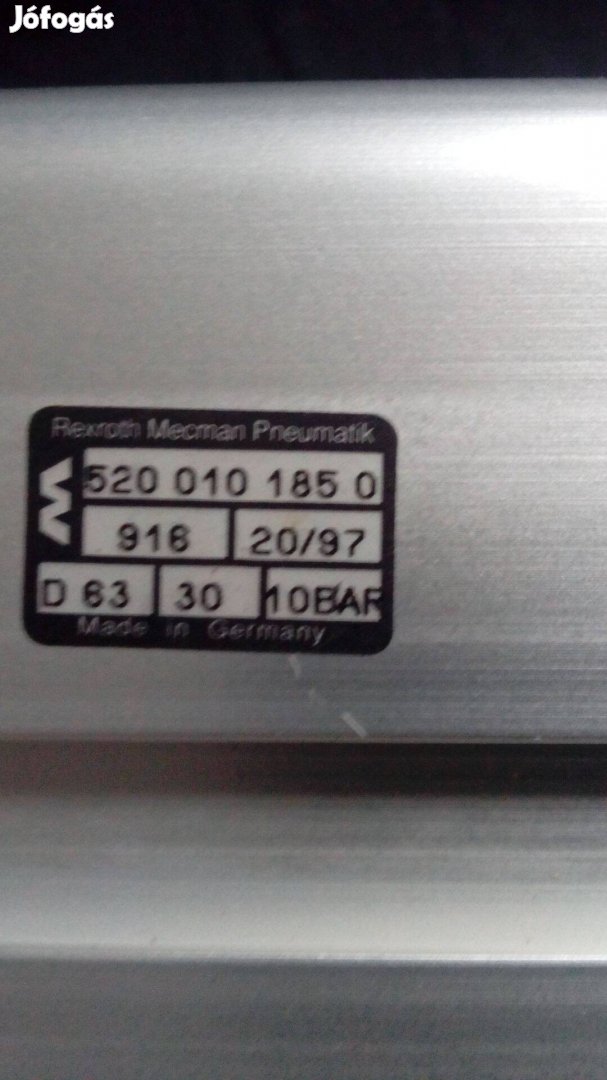 Jófogás
Rexroth Mecman Pneumatik
520 010 185 0
916 20/97
D 63 30 10BAR
Made in Germany